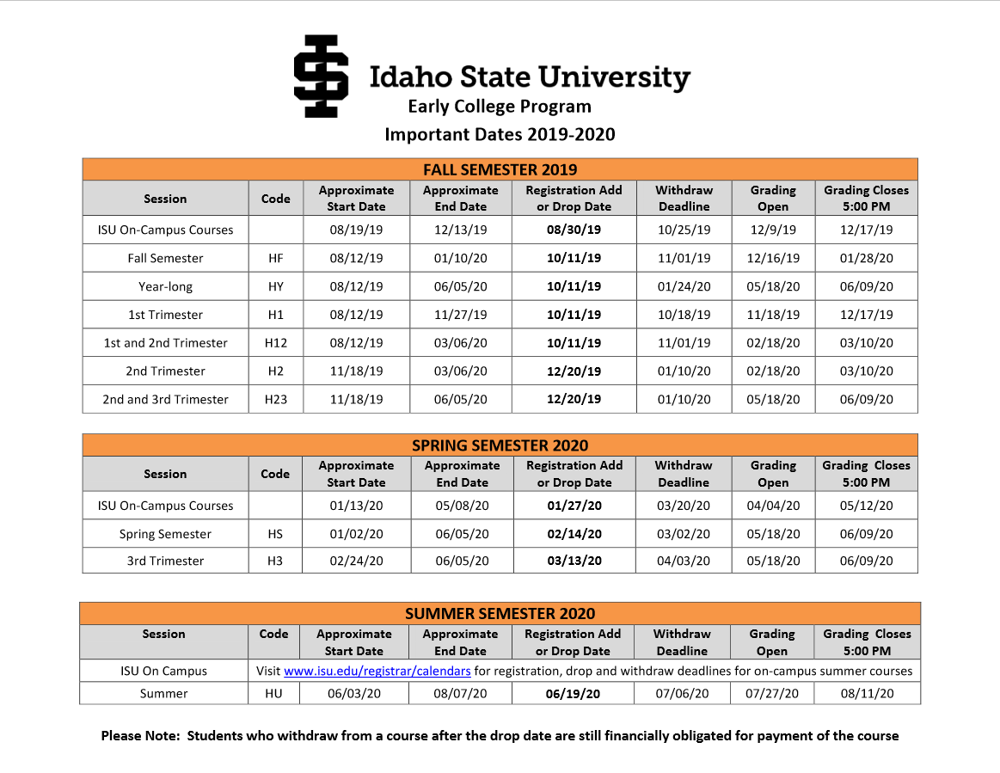 Idaho State University
Early College Program
Important Dates 2019-2020
FALL SEMESTER 2019
Session Code Approximate Start Date Approximate End Date Registration Add or Drop Date Withdraw Deadline Grading Open Grading Closes 5:00 PM
ISU On-Campus Courses 08/19/19 12/13/19 08/30/19 10/25/19 12/9/19 12/17/19
Fall Semester HF 08/12/19 01/10/20 10/11/19 11/01/19 12/16/19 01/28/20
Year-long HY 08/12/19 06/05/20 10/11/19 01/24/20 05/18/20 06/09/20
1st Trimester H1 08/12/19 11/27/19 10/11/19 10/18/19 11/18/19 12/17/19
1st and 2nd Trimester H12 08/12/19 03/06/20 10/11/19 11/01/19 02/18/20 03/10/20
2nd Trimester H2 11/18/19 03/06/20 12/20/19 01/10/20 02/18/20 03/10/20
2nd and 3rd Trimester H23 11/18/19 06/05/20 12/20/19 01/10/20 05/18/20 06/09/20
SPRING SEMESTER 2020
Session Code Approximate Start Date Approximate End Date Registration Add or Drop Date Withdraw Deadline Grading Open Grading Closes 5:00 PM
ISU On-Campus Courses 01/13/20 05/08/20 01/27/20 03/20/20 04/04/20 05/12/20
Spring Semester HS 01/02/20 06/05/20 02/14/20 03/02/20 05/18/20 06/09/20
3rd Trimester H3 02/24/20 06/05/20 03/13/20 04/03/20 05/18/20 06/09/20
SUMMER SEMESTER 2020
Session Code Approximate Start Date Approximate End Date Registration Add or Drop Date Withdraw Deadline Grading Open Grading Closes 5:00 PM
ISU On Campus Visit www.isu.edu/registrar/calendars for registration, drop and withdraw deadlines for on-campus summer courses
Summer HU 06/03/20 08/07/20 06/19/20 07/06/20 07/27/20 08/11/20
Please Note: Students who withdraw from a course after the drop date are still financially obligated for payment of the course